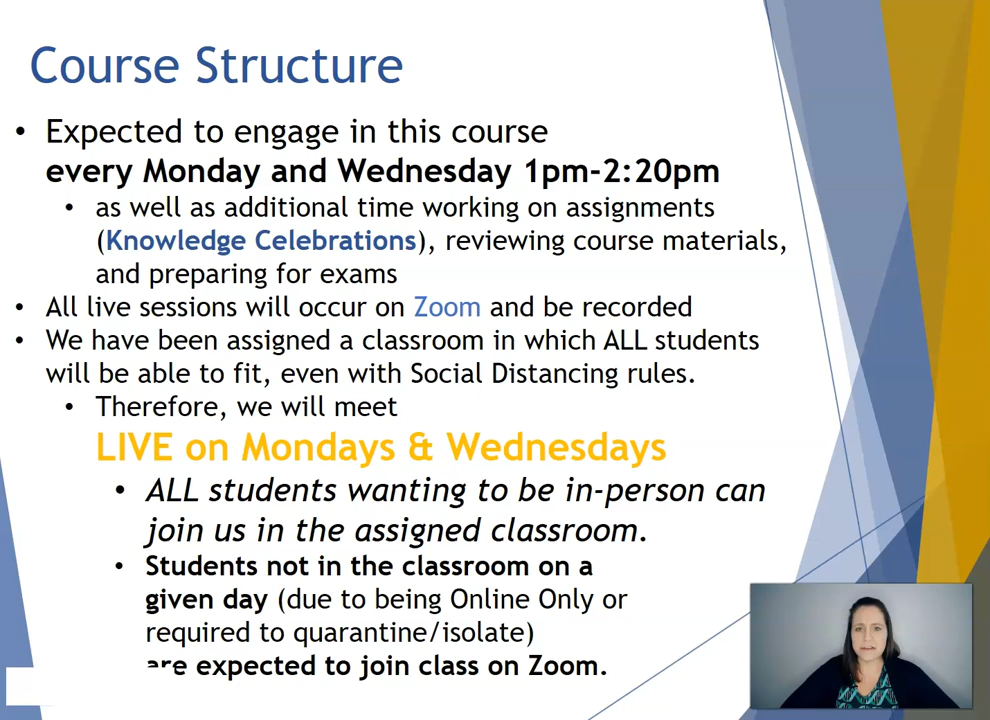 Course Structure
• Expected to engage in this course
every Monday and Wednesday 1pm-2:20pm
• as well as additional time working on assignments
(Knowledge Celebrations), reviewing course materials,
and preparing for exams
• All live sessions will occur on Zoom and be recorded
• We have been assigned a classroom in which ALL students
will be able to fit, even with Social Distancing rules.
• Therefore, we will meet
LIVE on Mondays & Wednesdays
• ALL students wanting to be in-person can
join us in the assigned classroom.
• Students not in the classroom on a
given day (due to being Online Only or
required to quarantine/isolate)
are expected to join class on Zoom.